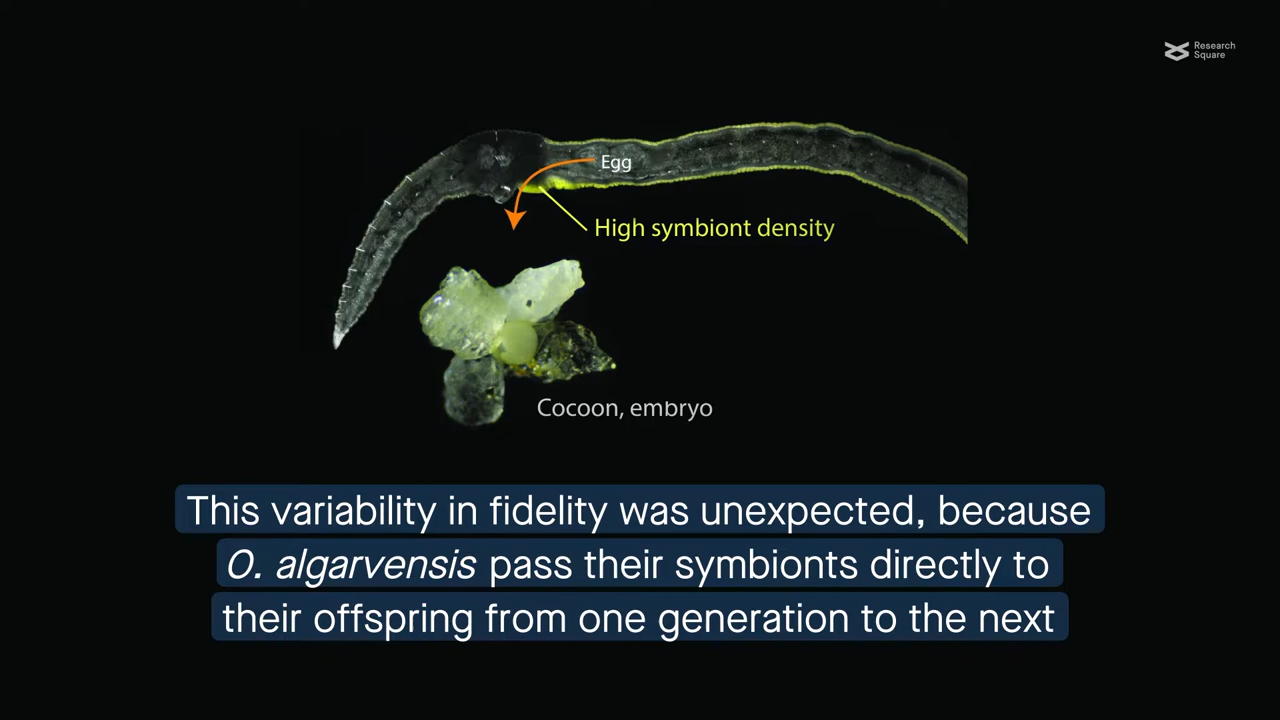 Research
Square
Egg
High symbiont density
Cocoon, embryo
This variability in fidelity was unexpected, because
O. algarvensis pass their symbionts directly to
their offspring from one generation to the next